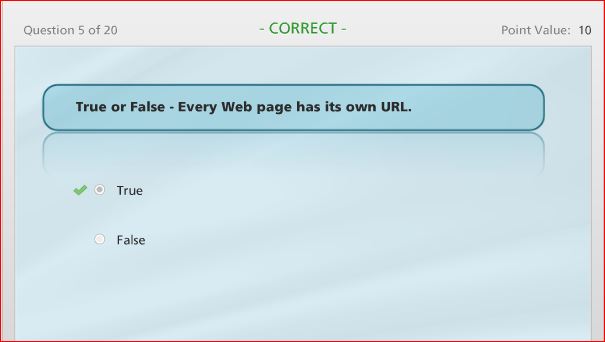 Question 5 of 20
- CORRECT -
Point Value: 10
True or False - Every Web page has its own URL.
True
False